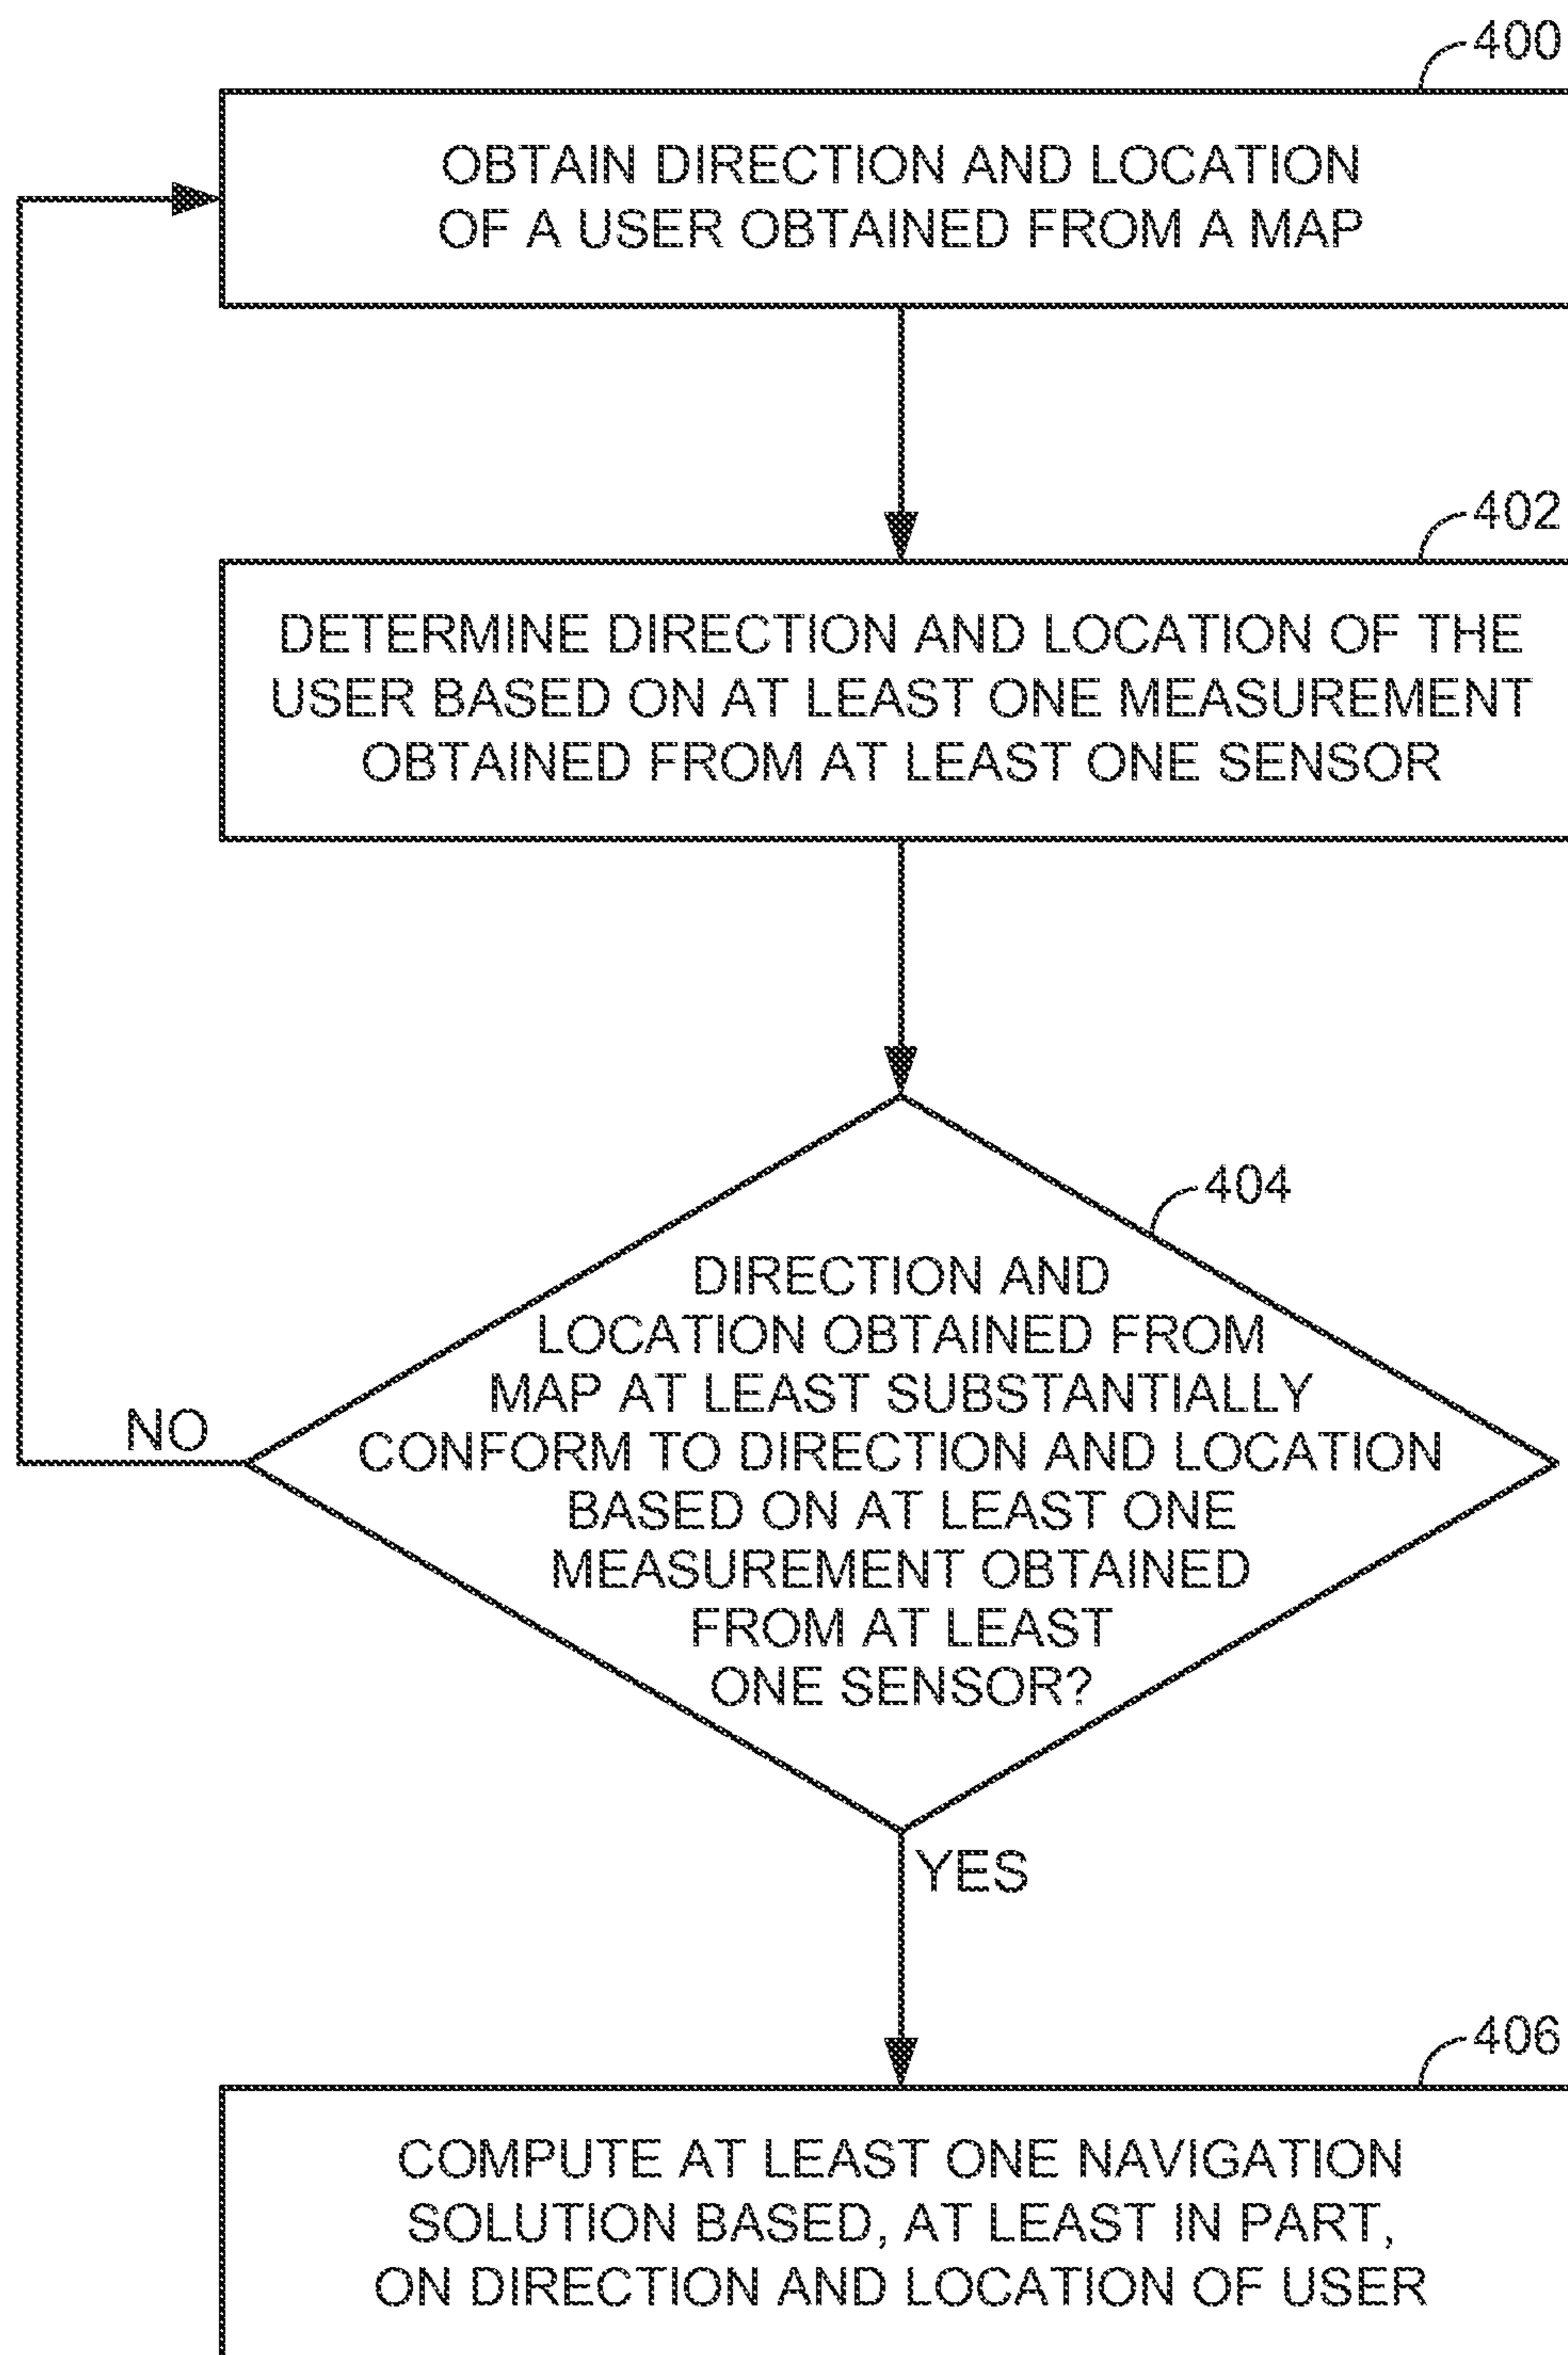 400
OBTAIN DIRECTION AND LOCATION
OF A USER OBTAINED FROM A MAP
402
DETERMINE DIRECTION AND LOCATION OF THE
USER BASED ON AT LEAST ONE MEASUREMENT
OBTAINED FROM AT LEAST ONE SENSOR
404
DIRECTION AND
LOCATION OBTAINED FROM
MAP AT LEAST SUBSTANTIALLY
CONFORM TO DIRECTION AND LOCATION
BASED ON AT LEAST ONE
MEASUREMENT OBTAINED
FROM AT LEAST
ONE SENSOR?
NO
YES
406
COMPUTE AT LEAST ONE NAVIGATION
SOLUTION BASED, AT LEAST IN PART,
ON DIRECTION AND LOCATION OF USER